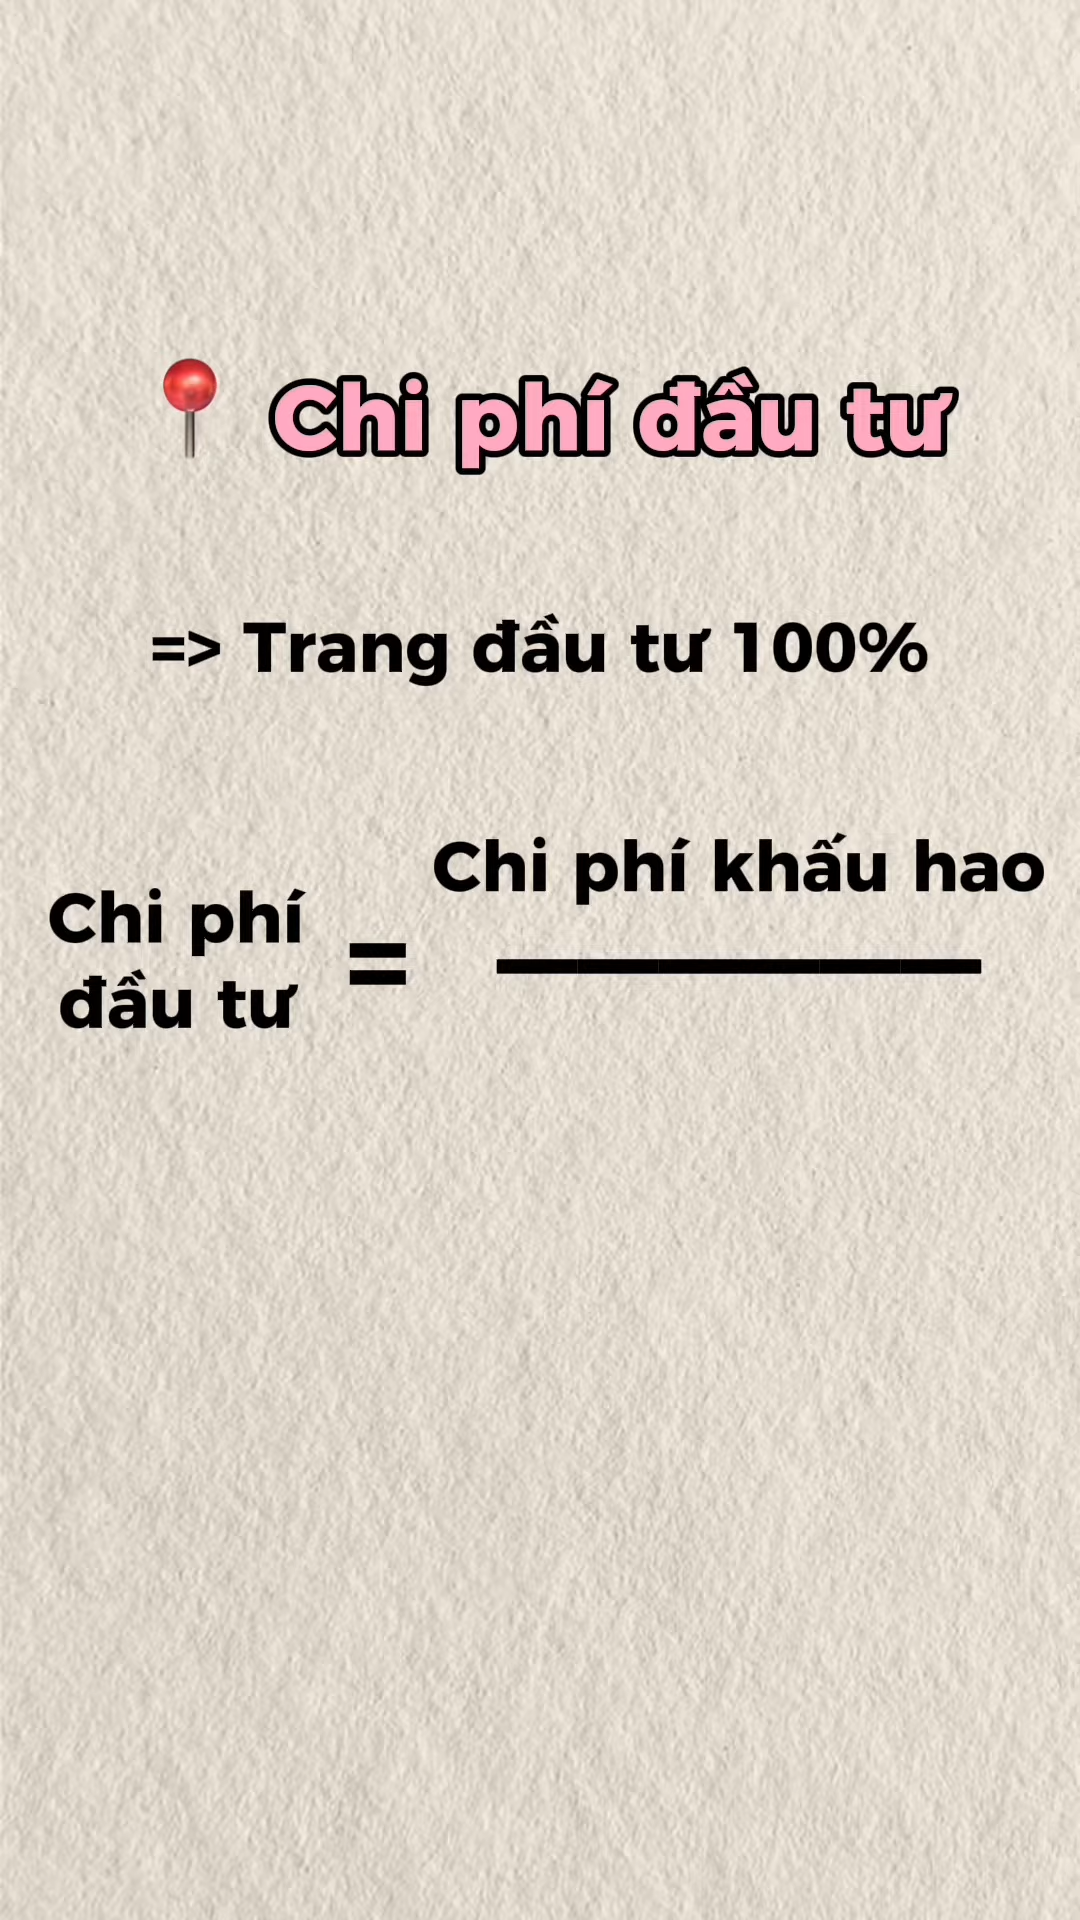 📍 Chi phí đầu tư
=> Trang đầu tư 100%
Chi phí khấu hao
Chi phí
đầu tư
=